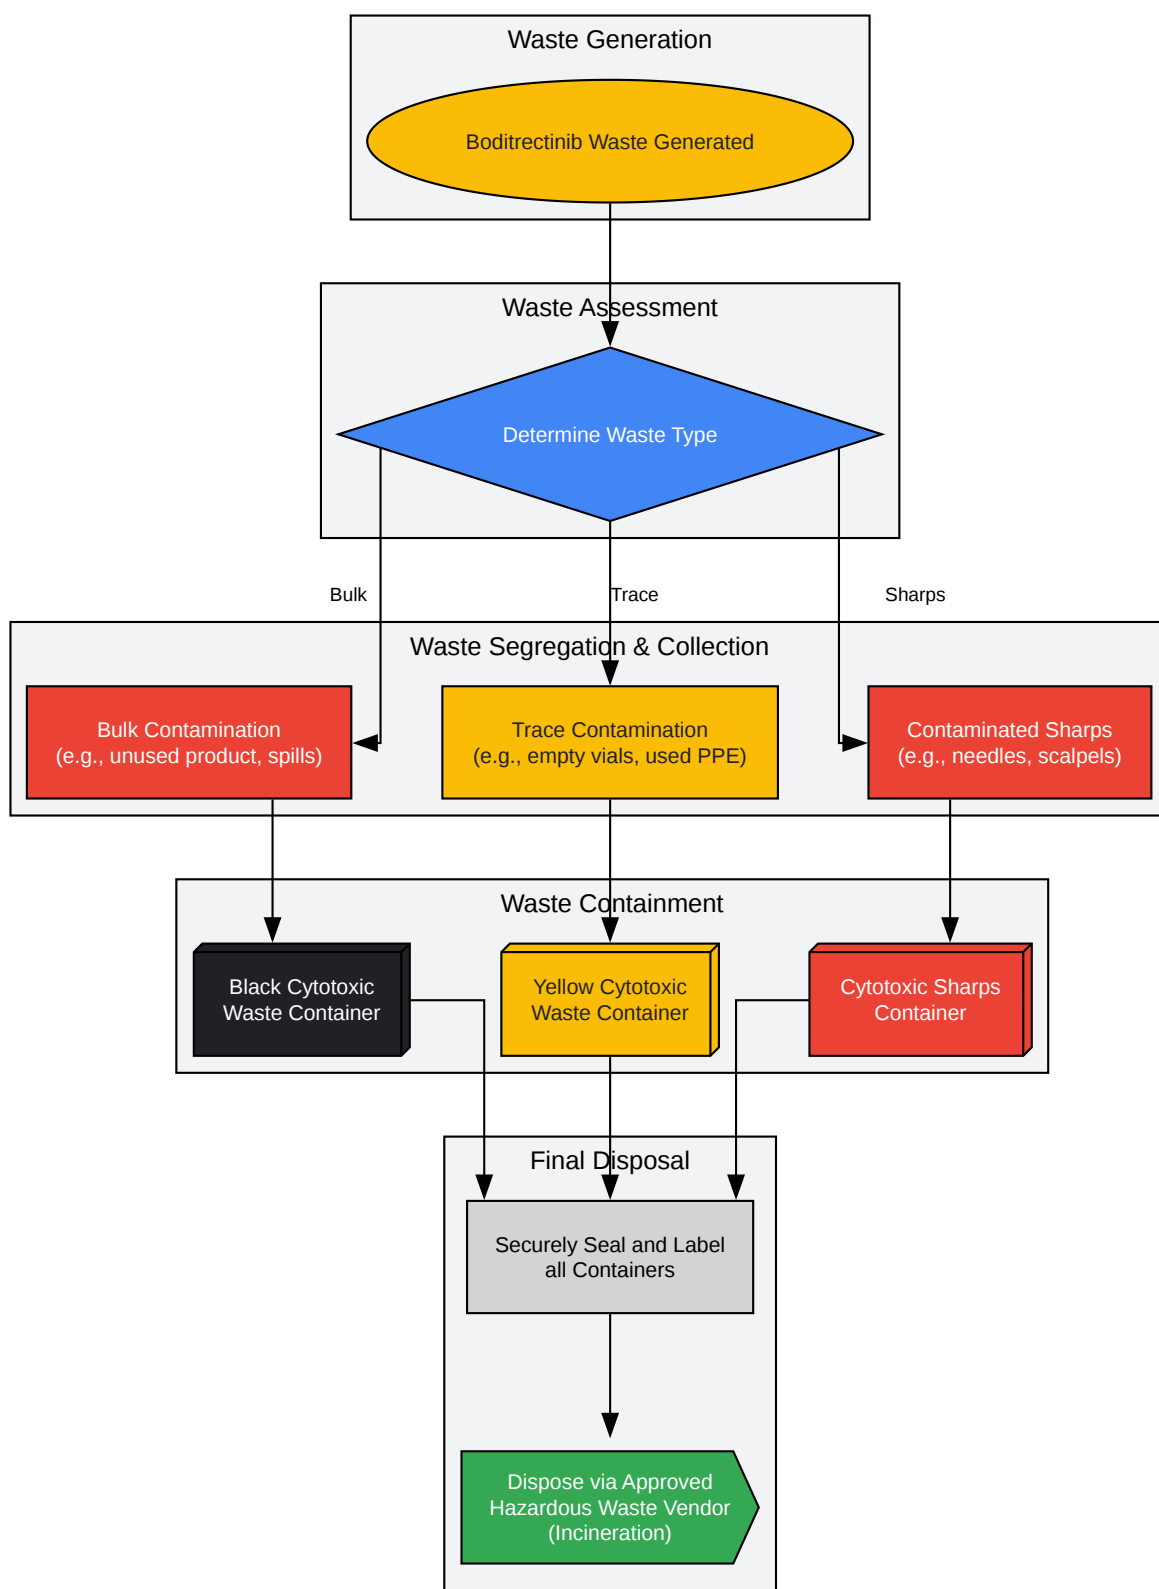 Waste Generation
Boditrectinib Waste Generated
Waste Assessment
Determine Waste Type
Bulk
Trace
Sharps
Waste Segregation & Collection
Bulk Contamination
(e.g., unused product, spills)
Trace Contamination
(e.g., empty vials, used PPE)
Contaminated Sharps
(e.g., needles, scalpels)
Waste Containment
Black Cytotoxic
Waste Container
Yellow Cytotoxic
Waste Container
Cytotoxic Sharps
Container
Final Disposal
Securely Seal and Label
all Containers
Dispose via Approved
Hazardous Waste Vendor
(Incineration)